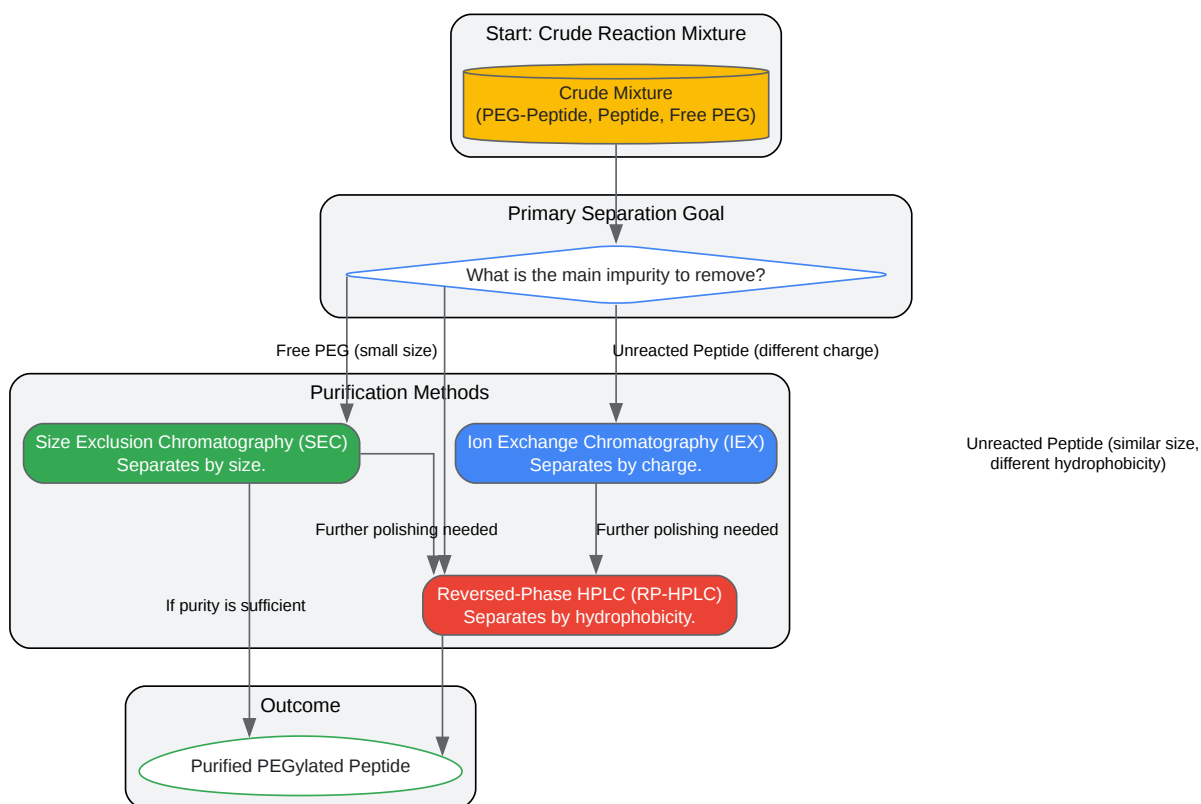 Start: Crude Reaction Mixture
Crude Mixture
(PEG-Peptide, Peptide, Free PEG)
Primary Separation Goal
What is the main impurity to remove?
Free PEG (small size)
Unreacted Peptide (different charge)
Purification Methods
Size Exclusion Chromatography (SEC)
Separates by size.
Ion Exchange Chromatography (IEX)
Separates by charge.
Unreacted Peptide (similar size,
different hydrophobicity)
Further polishing needed
Further polishing needed
Reversed-Phase HPLC (RP-HPLC)
Separates by hydrophobicity.
If purity is sufficient
Outcome
Purified PEGylated Peptide